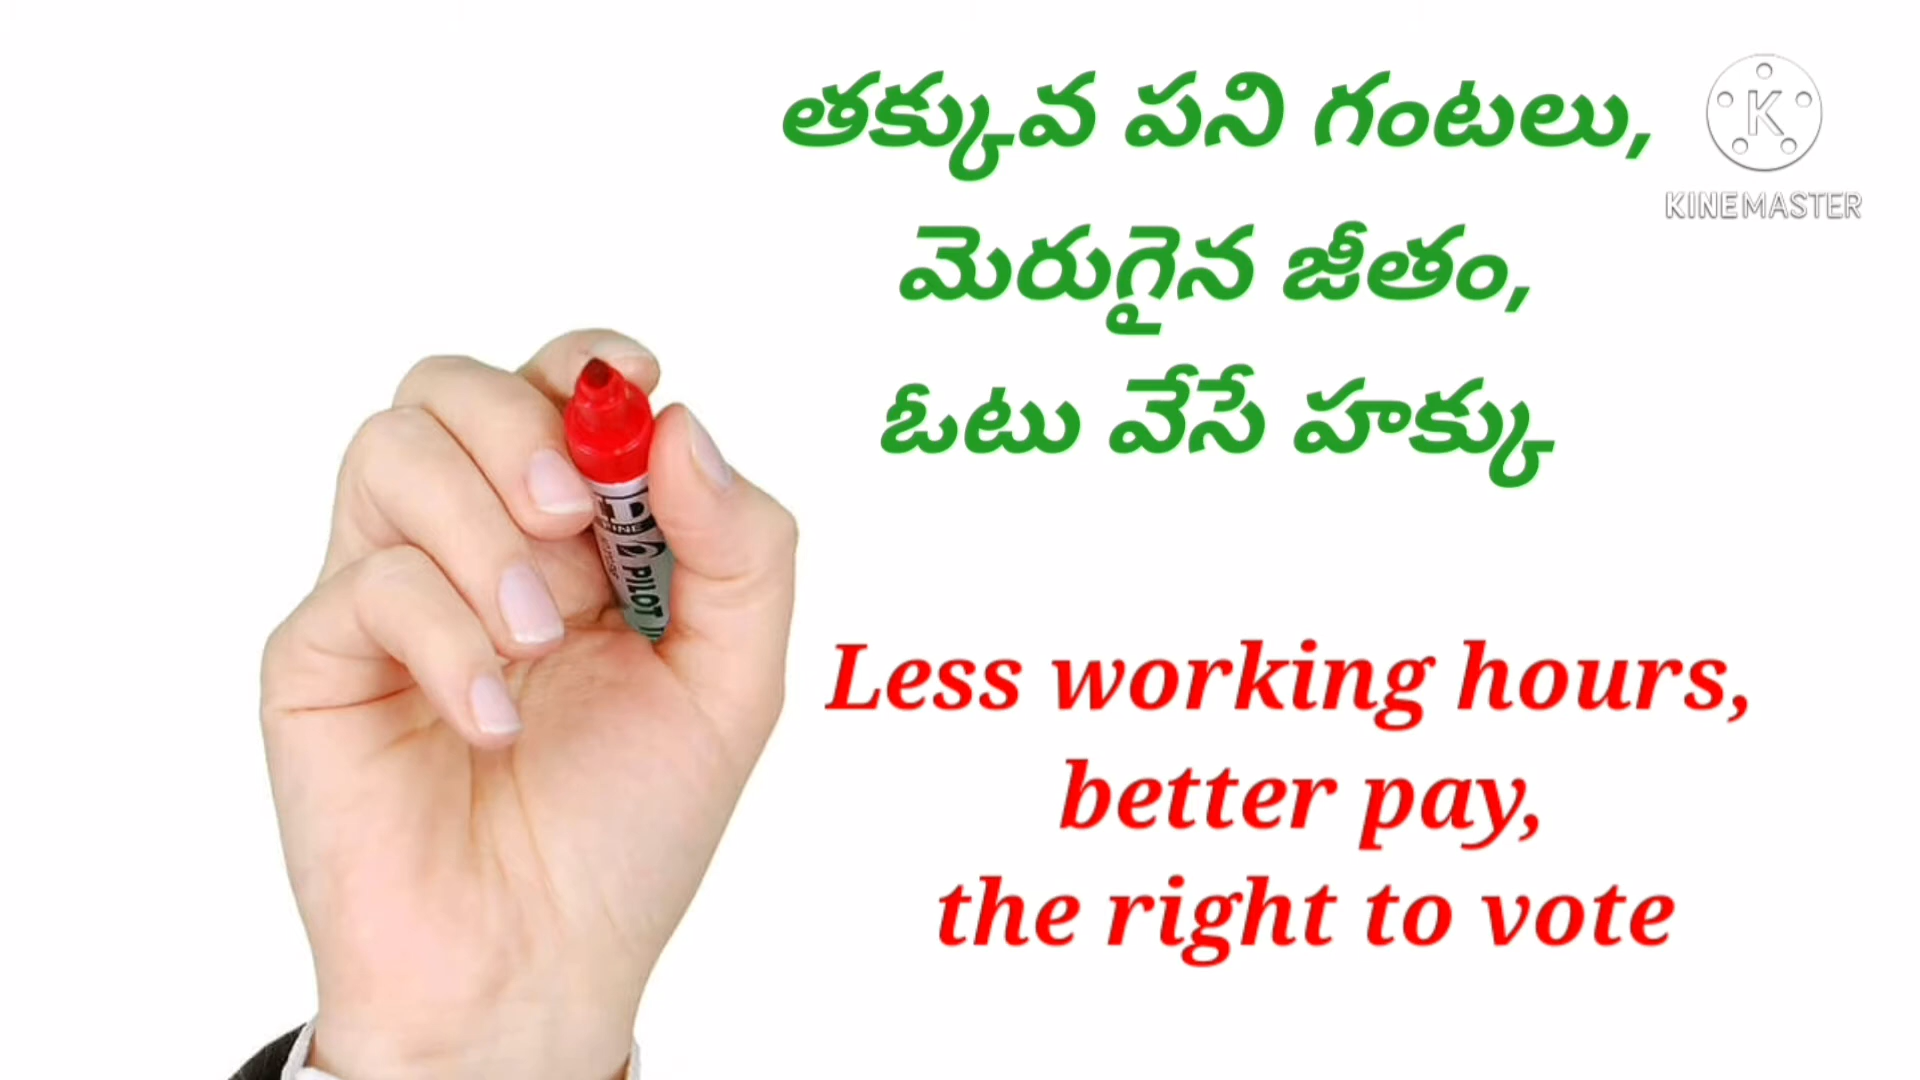 తక్కువ పని గంటలు,
మెరుగైన జీతం,
ఓటు వేసే హక్కు
K
KINEMASTER
PILOT
Less working hours,
better pay,
the right to vote